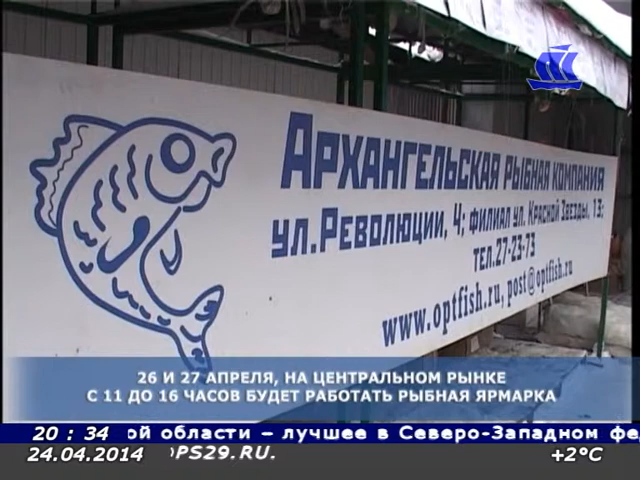 АРХАНГЕЛЬСКАЯ РЫБНАЯ КОМПАНИЯ
УЛ.РЕВОЛЮЦИИ, 4; ФИЛИАЛ УЛ. КРАСНОЙ ЗВЕЗДЫ, 13;
ТЕЛ.27-23-73
www.optfish.ru, post@optfish.ru
26 И 27 АПРЕЛЯ, НА ЦЕНТРАЛЬНОМ РЫНКЕ
С 11 ДО 16 ЧАСОВ БУДЕТ РАБОТАТЬ РЫБНАЯ ЯРМАРКА
20 : 34 ой области – лучшее в Северо-Западном фе
24.04.2014 OPS29.RU. +2°C